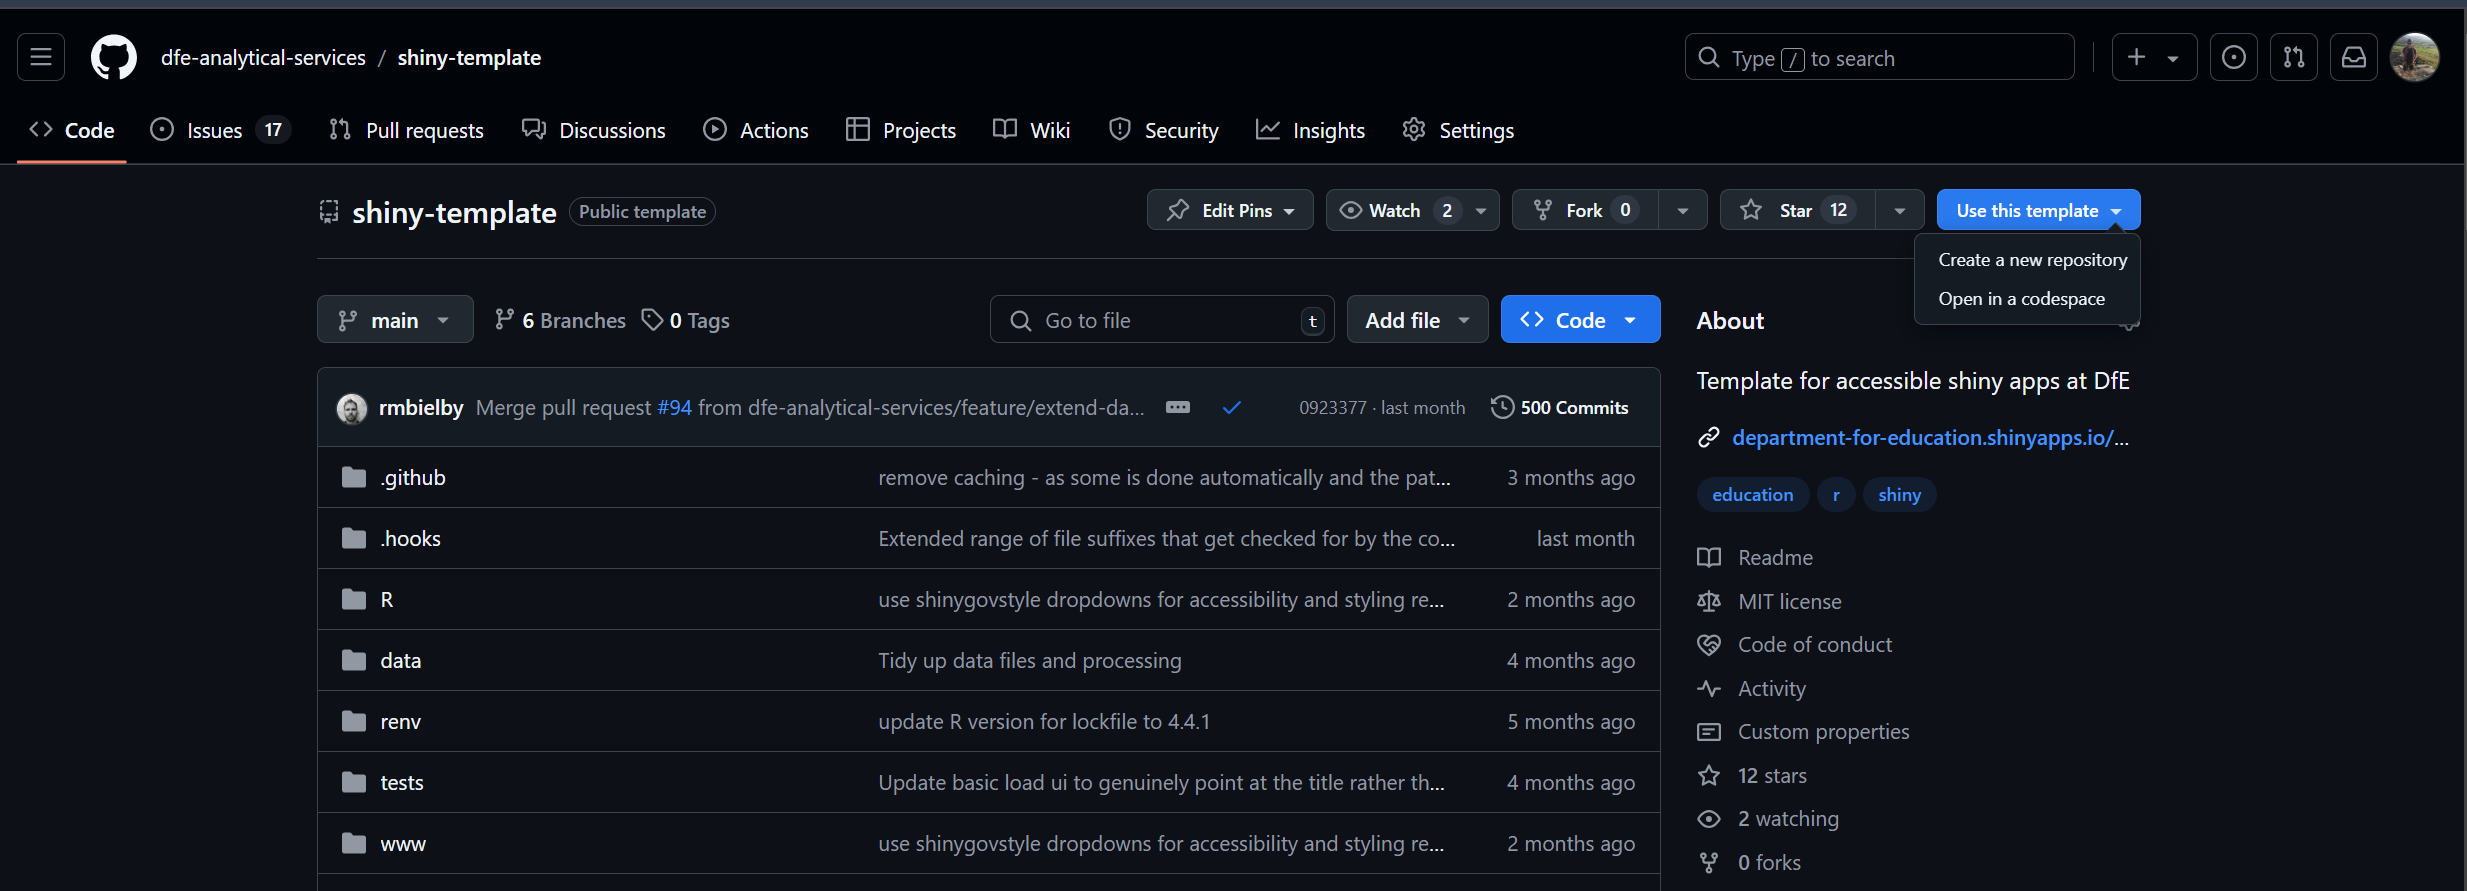 dfe-analytical-services / shiny-template
Type / to search
Code
Issues 17
Pull requests
Discussions
Actions
Projects
Wiki
Security
Insights
Settings
shiny-template Public template
Edit Pins
Watch 2
Fork 0
Star 12
Use this template
Create a new repository
Open in a codespace
main
6 Branches
0 Tags
Go to file t
Add file
Code
rmbielby Merge pull request #94 from dfe-analytical-services/feature/extend-da... 0923377 · last month 500 Commits
.github remove caching - as some is done automatically and the pat... 3 months ago
.hooks Extended range of file suffixes that get checked for by the co... last month
R use shinygovstyle dropdowns for accessibility and styling re... 2 months ago
data Tidy up data files and processing 4 months ago
renv update R version for lockfile to 4.4.1 5 months ago
tests Update basic load ui to genuinely point at the title rather th... 4 months ago
www use shinygovstyle dropdowns for accessibility and styling re... 2 months ago
About
Template for accessible shiny apps at DfE
department-for-education.shinyapps.io/...
education r shiny
Readme
MIT license
Code of conduct
Activity
Custom properties
12 stars
2 watching
0 forks